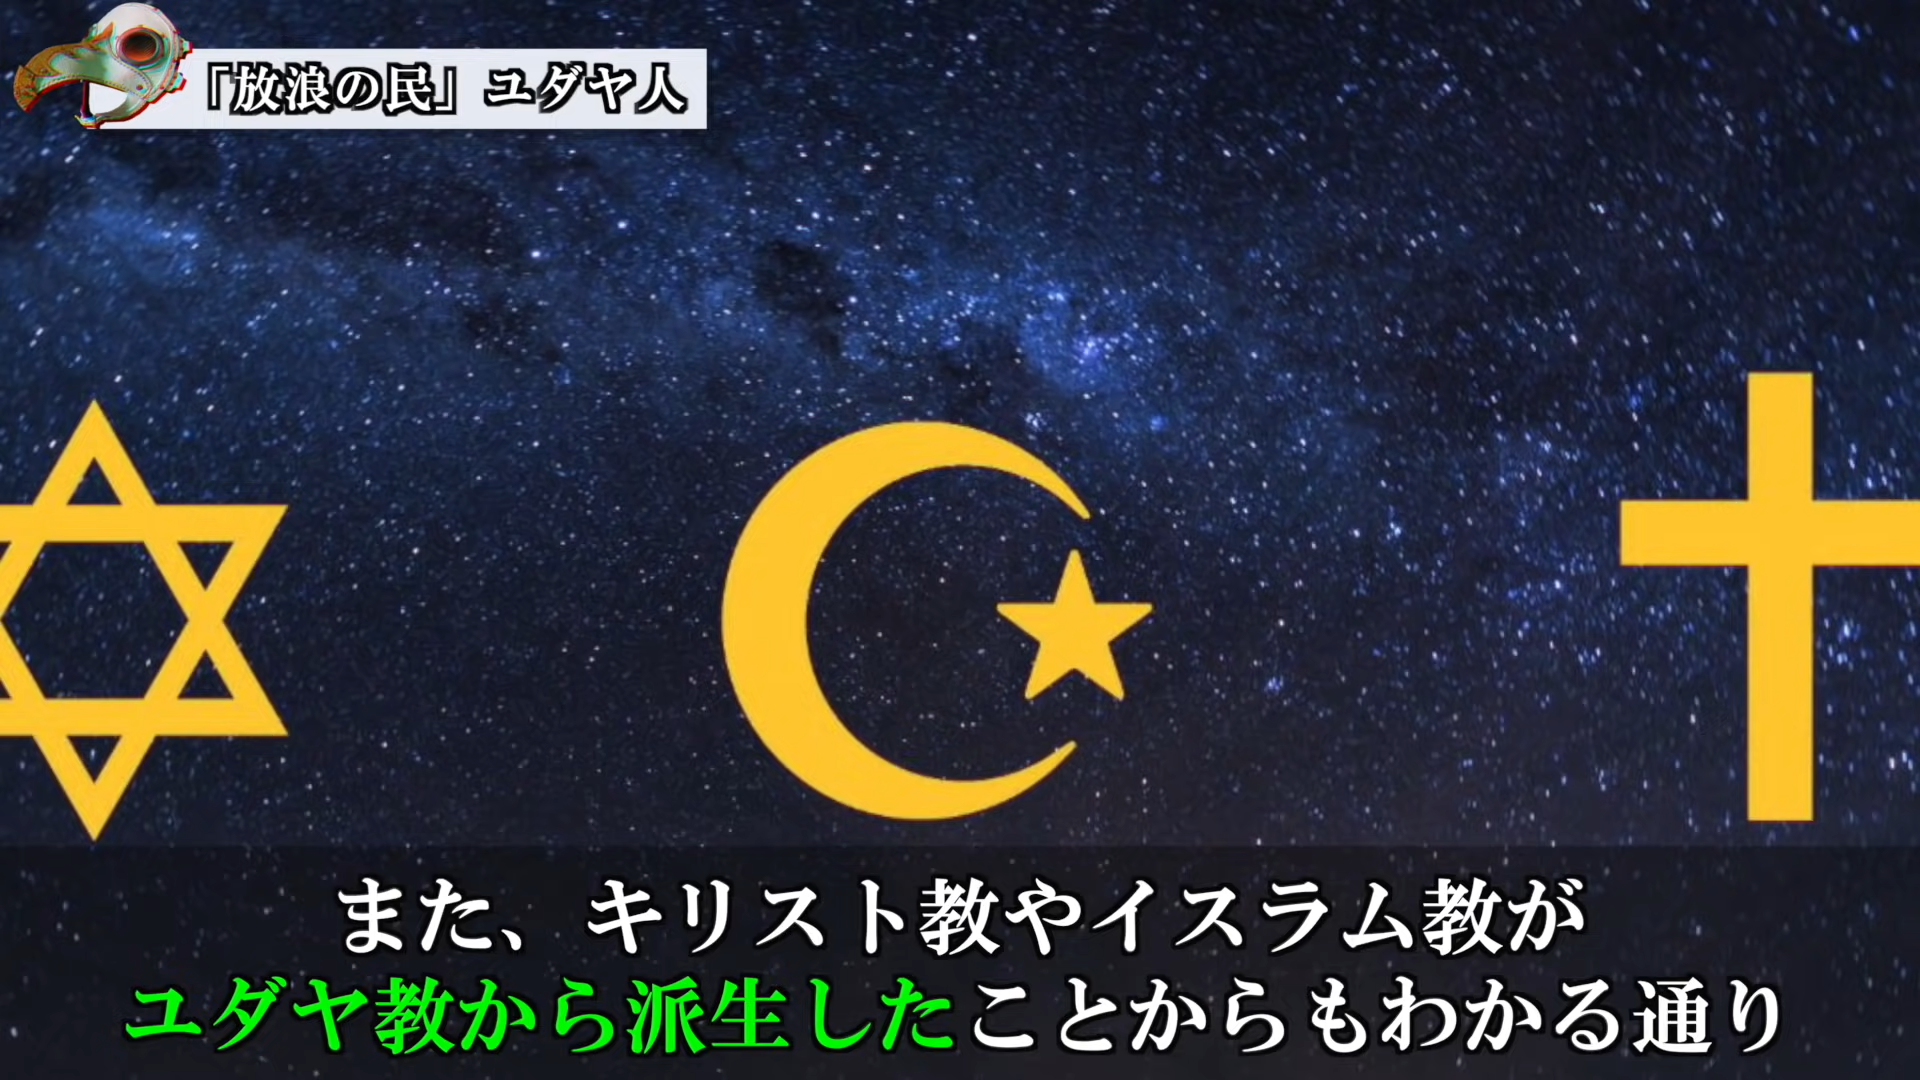 「放浪の民」ユダヤ人
また、キリスト教やイスラム教が
ユダヤ教から派生したことからもわかる通り